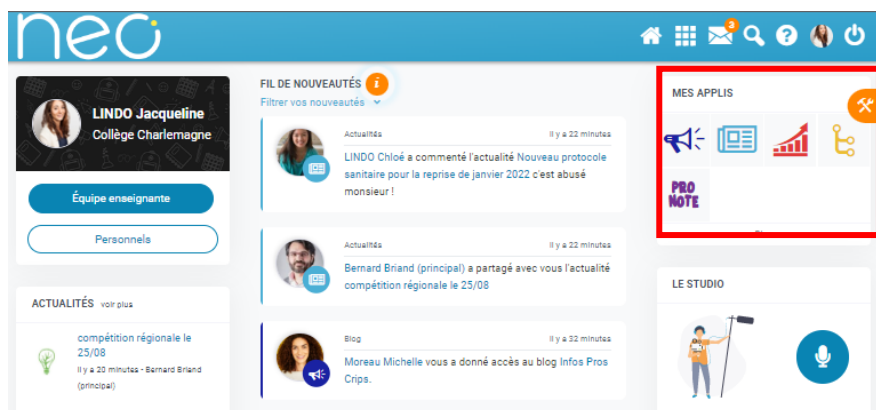 neo
3
LINDO Jacqueline
Collège Charlemagne
Équipe enseignante
Personnels
ACTUALITÉS voir plus
compétition régionale le
25/08
Il y a 20 minutes - Bernard Briand
(principal)
FIL DE NOUVEAUTÉS i
Filtrer vos nouveautés
Actualités Il y a 22 minutes
LINDO Chloé a commenté l'actualité Nouveau protocole
sanitaire pour la reprise de janvier 2022 c'est abusé
monsieur !
Actualités Il y a 22 minutes
Bernard Briand (principal) a partagé avec vous l'actualité
compétition régionale le 25/08
Blog Il y a 32 minutes
Moreau Michelle vous a donné accès au blog Infos Pros
Crips.
MES APPLIS
PRO
NOTE
LE STUDIO